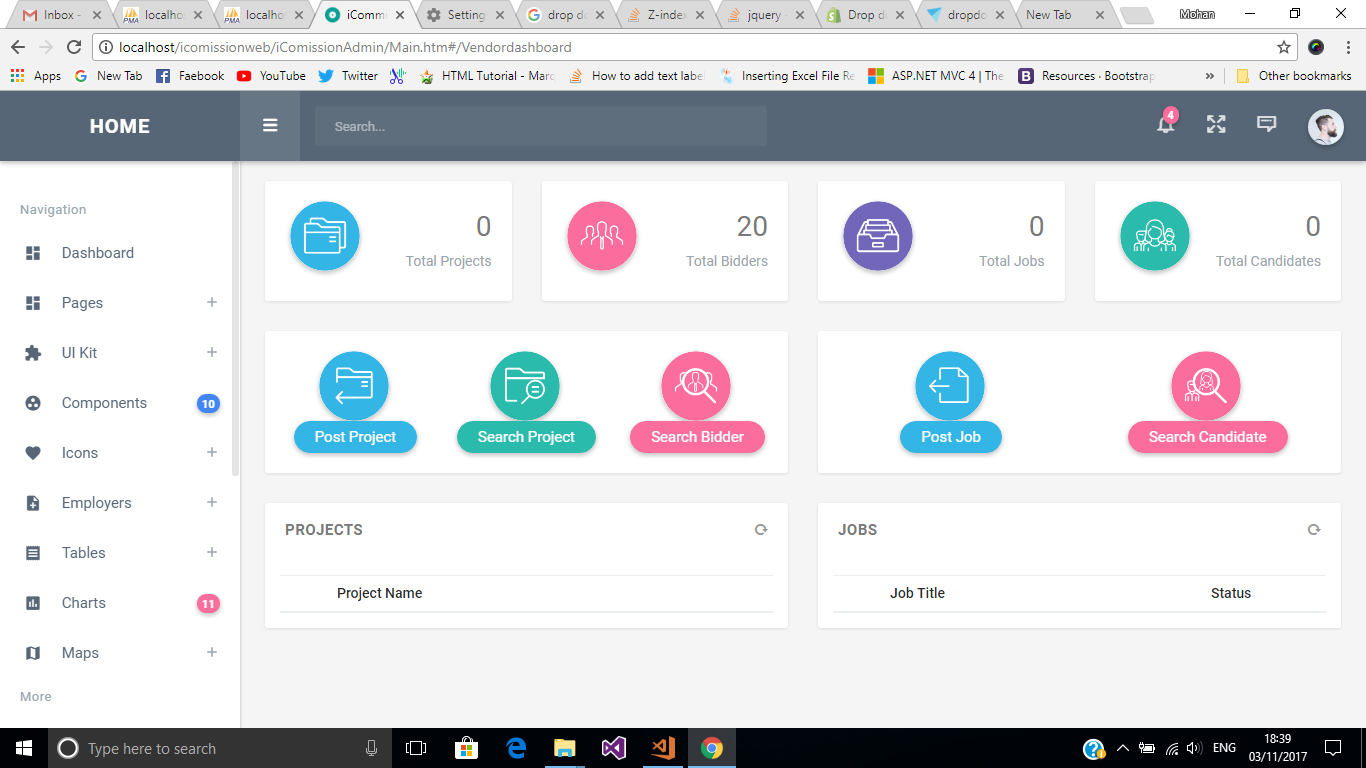 Inbox -
localho
localho
iComm
Setting
drop d
Z-inde
jquery -
Drop d
dropdo
New Tab
Mohan
localhost/icomissionweb/iComissionAdmin/Main.htm#/Vendordashboard
Apps
New Tab
Faebook
YouTube
Twitter
HTML Tutorial - Marc
How to add text label
Inserting Excel File Re
ASP.NET MVC 4 | The
Resources · Bootstrap
»
Other bookmarks
HOME
Search...
4
Navigation
Dashboard
Pages +
UI Kit +
Components 10
Icons +
Employers +
Tables +
Charts 11
Maps +
More
0
Total Projects
20
Total Bidders
0
Total Jobs
0
Total Candidates
Post Project
Search Project
Search Bidder
Post Job
Search Candidate
PROJECTS
Project Name
JOBS
Job Title Status
Type here to search
ENG
18:39
03/11/2017